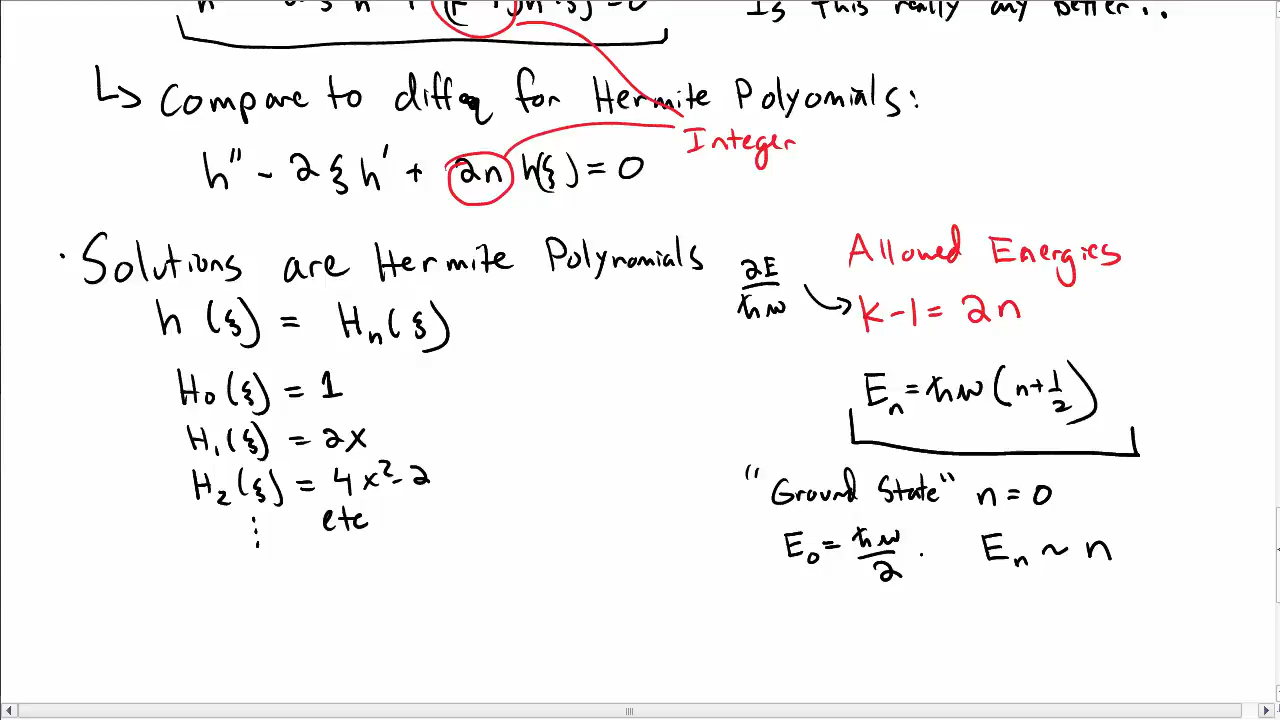 Is this really any better..
↳ Compare to diffeq for Hermite Polyomials:
Integer
h'' - 2ξh' + 2n h(ξ) = 0
· Solutions are Hermite Polynomials
h(ξ) = Hₙ(ξ)
H₀(ξ) = 1
H₁(ξ) = 2x
H₂(ξ) = 4x² - 2
⋮ etc
Allowed Energies
2E/ħω
K - 1 = 2n
Eₙ = ħω(n + 1/2)
"Ground State" n = 0
E₀ = ħω/2 . Eₙ ~ n